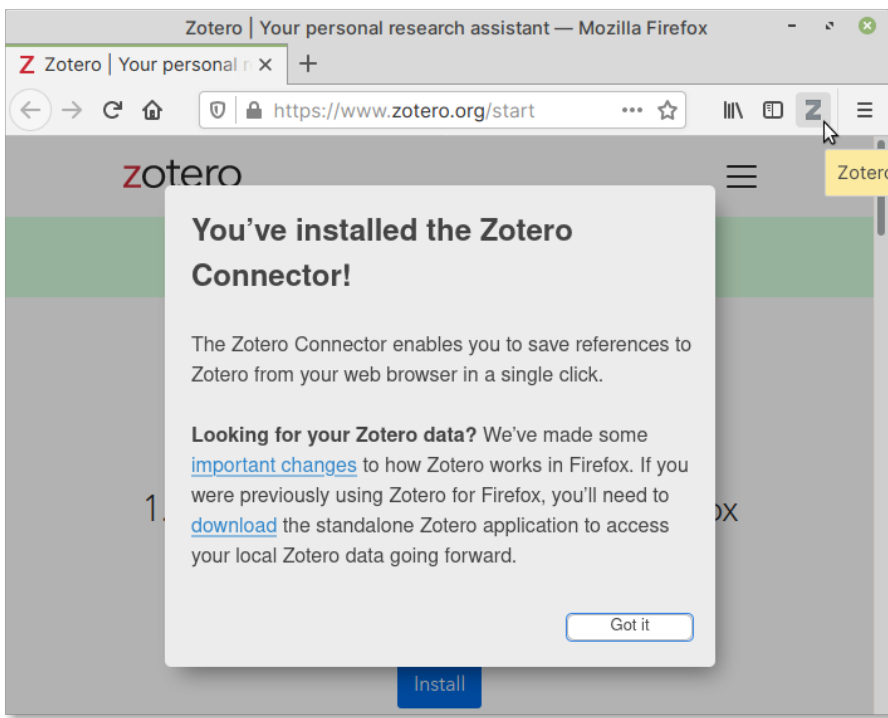 Zotero | Your personal research assistant — Mozilla Firefox
Z Zotero | Your personal
https://www.zotero.org/start
Z
zotero
You’ve installed the Zotero
Connector!
The Zotero Connector enables you to save references to
Zotero from your web browser in a single click.
Looking for your Zotero data? We’ve made some
important changes to how Zotero works in Firefox. If you
were previously using Zotero for Firefox, you’ll need to
download the standalone Zotero application to access
your local Zotero data going forward.
1.
Got it
Install